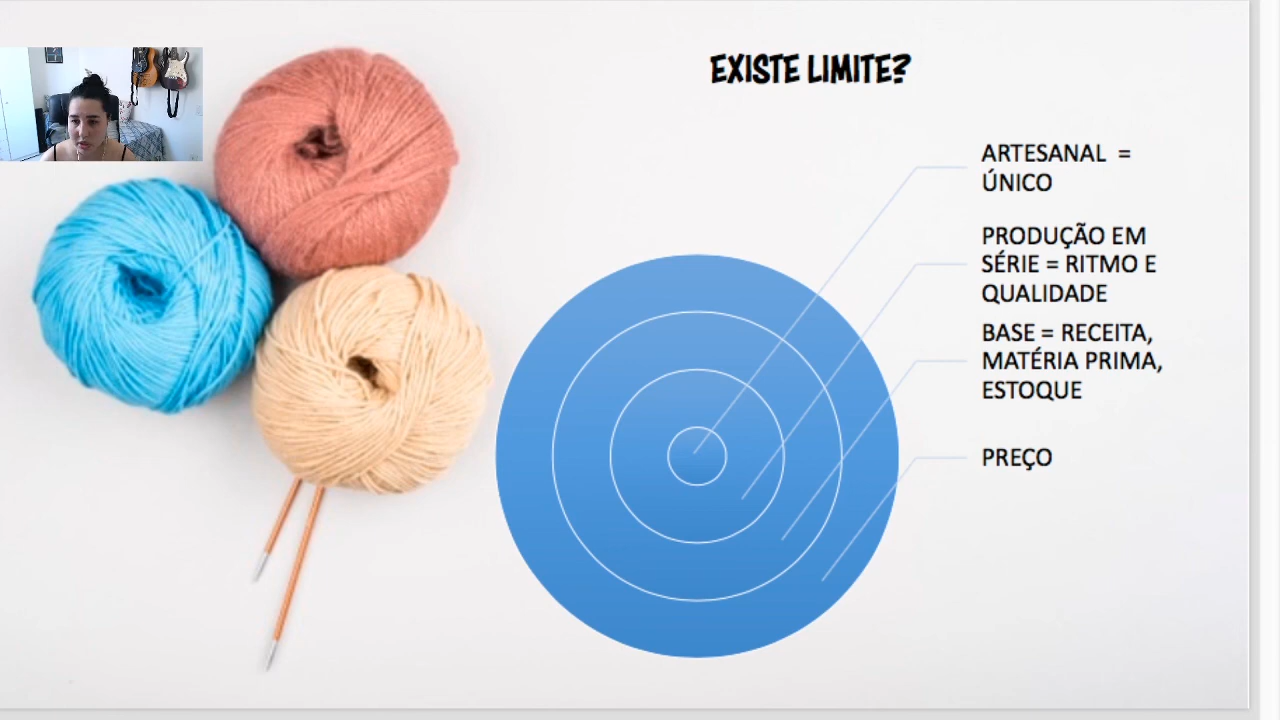 EXISTE LIMITE?
ARTESANAL =
ÚNICO
PRODUÇÃO EM
SÉRIE = RITMO E
QUALIDADE
BASE = RECEITA,
MATÉRIA PRIMA,
ESTOQUE
PREÇO